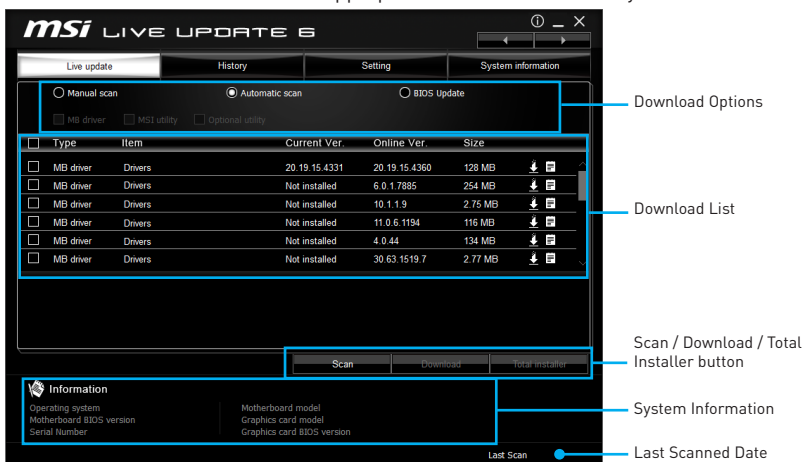 msi LIVE UPDATE 6
Live update History Setting System information
Manual scan Automatic scan BIOS Update
MB driver MSI utility Optional utility
Download Options
Type Item Current Ver. Online Ver. Size
MB driver Drivers 20.19.15.4331 20.19.15.4360 128 MB
MB driver Drivers Not installed 6.0.1.7885 254 MB
MB driver Drivers Not installed 10.1.1.9 2.75 MB
MB driver Drivers Not installed 11.0.6.1194 116 MB
MB driver Drivers Not installed 4.0.44 134 MB
MB driver Drivers Not installed 30.63.1519.7 2.77 MB
Download List
Scan Download Total installer
Scan / Download / Total
Installer button
Information
Operating system Motherboard model
Motherboard BIOS version Graphics card model
Serial Number Graphics card BIOS version
System Information
Last Scan
Last Scanned Date